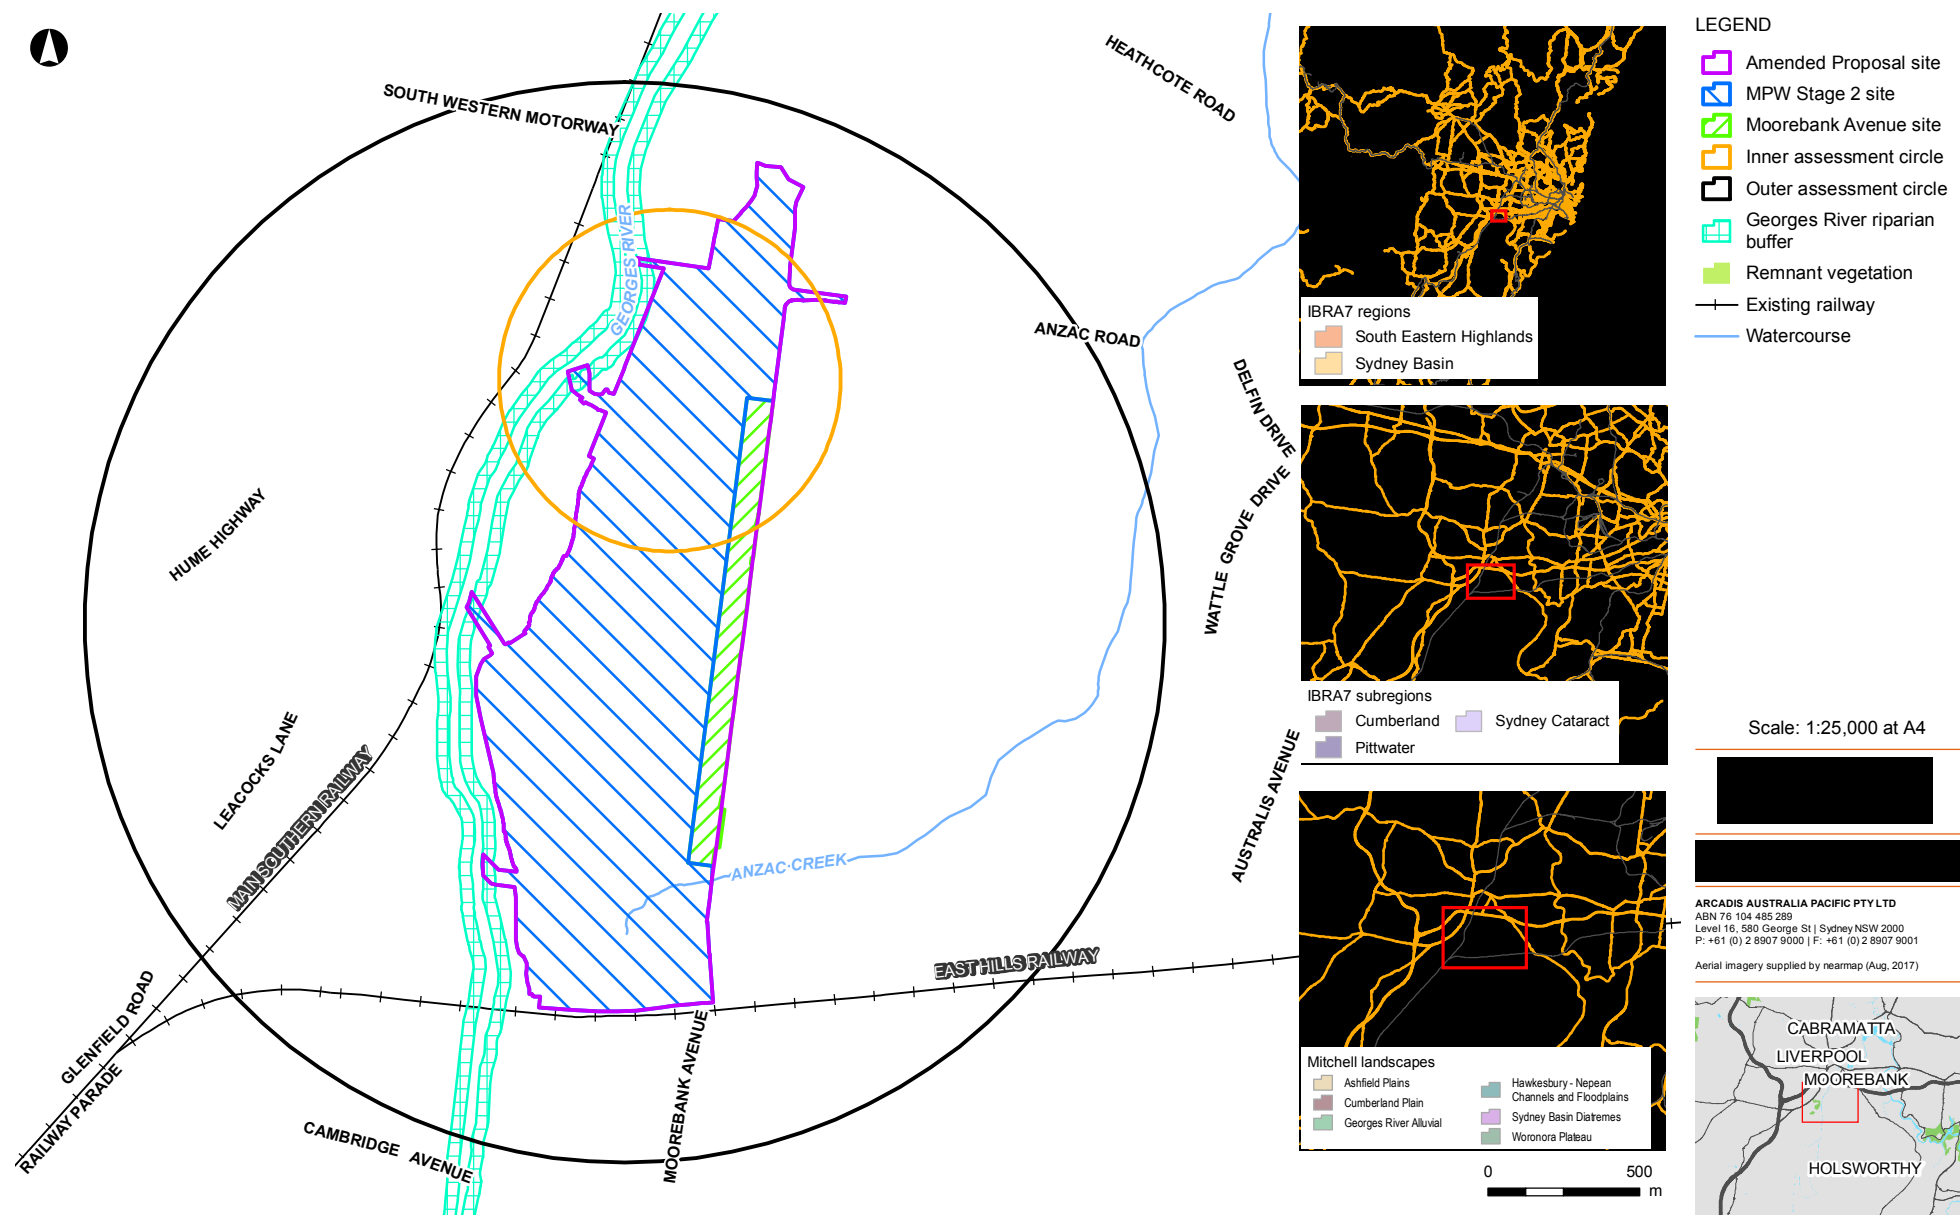 SOUTH WESTERN MOTORWAY
HEATHCOTE ROAD
GEORGES RIVER
ANZAC ROAD
DELFIN DRIVE
WATTLE GROVE DRIVE
HUME HIGHWAY
LEACOCKS LANE
MAIN SOUTHERN RAILWAY
AUSTRALIS AVENUE
ANZAC CREEK
EAST HILLS RAILWAY
GLENFIELD ROAD
RAILWAY PARADE
CAMBRIDGE AVENUE
MOOREBANK AVENUE
IBRA7 regions
South Eastern Highlands
Sydney Basin
IBRA7 subregions
Cumberland
Sydney Cataract
Pittwater
Mitchell landscapes
Ashfield Plains
Cumberland Plain
Georges River Alluvial
Hawkesbury - Nepean
Channels and Floodplains
Sydney Basin Diatremes
Woronora Plateau
0 500
m
LEGEND
Amended Proposal site
MPW Stage 2 site
Moorebank Avenue site
Inner assessment circle
Outer assessment circle
Georges River riparian
buffer
Remnant vegetation
Existing railway
Watercourse
Scale: 1:25,000 at A4
ARCADIS AUSTRALIA PACIFIC PTY LTD
ABN 76 104 485 289
Level 16, 580 George St | Sydney NSW 2000
P: +61 (0) 2 8907 9000 | F: +61 (0) 2 8907 9001
Aerial imagery supplied by nearmap (Aug, 2017)
CABRAMATTA
LIVERPOOL
MOOREBANK
HOLSWORTHY